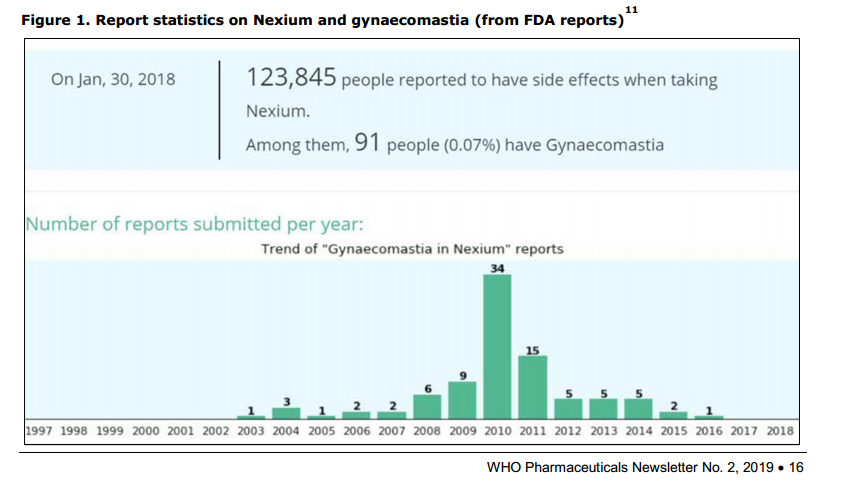 Figure 1. Report statistics on Nexium and gynaecomastia (from FDA reports)11
On Jan, 30, 2018
123,845 people reported to have side effects when taking
Nexium.
Among them, 91 people (0.07%) have Gynaecomastia
Number of reports submitted per year:
Trend of "Gynaecomastia in Nexium" reports
1 3 1 2 2 6 9 34 15 5 5 5 2 1
1997 1998 1999 2000 2001 2002 2003 2004 2005 2006 2007 2008 2009 2010 2011 2012 2013 2014 2015 2016 2017 2018
WHO Pharmaceuticals Newsletter No. 2, 2019 • 16